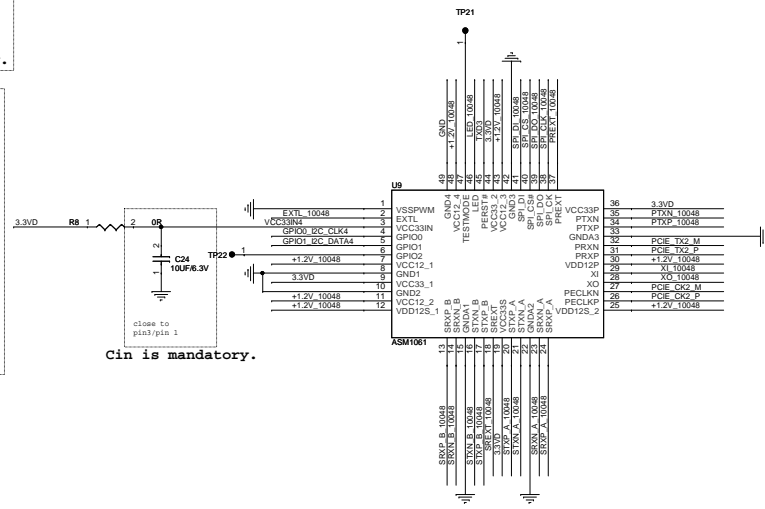 TP21
1
GND
+1.2V_10048
LED_10048
TXD3
3.3VD
+1.2V_10048
SPI_DI_10048
SPI_CS_10048
SPI_DO_10048
SPI_CLK_10048
PREXT_10048
49 48 47 46 45 44 43 42 41 40 39 38 37
U9
GND4
VCC12_4
TESTMODE
LED
PERST#
VCC33_2
VCC12_3
GND3
SPI_DI
SPI_CS#
SPI_DO
SPI_CK
PREXT
1 VSSPWM
EXTL_10048 2 EXTL
VCC33IN4 3 VCC33IN
GPIO0_I2C_CLK4 4 GPIO0
GPIO1_I2C_DATA4 5 GPIO1
TP22 1 6 GPIO2
+1.2V_10048 7 VCC12_1
8 GND1
3.3VD 9 VCC33_1
10 GND2
+1.2V_10048 11 VCC12_2
+1.2V_10048 12 VDD12S_1
VCC33P 36 3.3VD
PTXN 35 PTXN_10048
PTXP 34 PTXP_10048
GNDA3 33
PRXN 32 PCIE_TX2_M
PRXP 31 PCIE_TX2_P
VDD12P 30 +1.2V_10048
XI 29 XI_10048
XO 28 XO_10048
PECLKN 27 PCIE_CK2_M
PECLKP 26 PCIE_CK2_P
VDD12S_2 25 +1.2V_10048
SRXP_B
SRXN_B
GNDA1
STXN_B
STXP_B
SREXT
VCC33S
STXP_A
STXN_A
GNDA2
SRXN_A
SRXP_A
ASM1061
13 14 15 16 17 18 19 20 21 22 23 24
SRXP_B_10048
SRXN_B_10048
STXN_B_10048
STXP_B_10048
SREXT_10048
3.3VD
STXP_A_10048
STXN_A_10048
SRXN_A_10048
SRXP_A_10048
3.3VD R8 1 2 0R
2
C24
10UF/6.3V
1
close to
pin3/pin 1
Cin is mandatory.